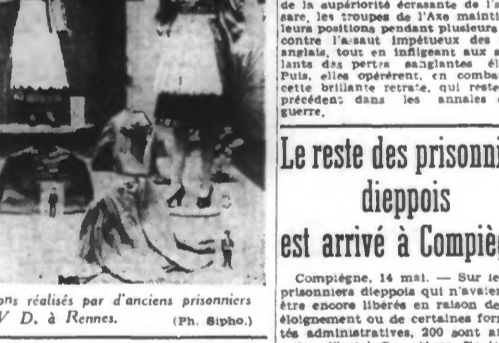 de la supériorité écrasante de l'a
sare, les troupes de l'Axe maint
leurs positions pendant plusieurs
contre l'assaut impétueux des
anglais, tout en infligeant aux
lants des pertes sanglantes él
Puis, elles opérèrent, en comba
cette brillante retraite, qui reste
précédent dans les annales
guerre.
Le reste des prisonni
dieppois
est arrivé à Compièg
Compiègne, 14 mai. — Sur le
prisonniers dieppois qui n'avaien
être encore libérés en raison de
éloignement ou de certaines for
tés administratives, 200 sont a
ons réalisés par d'anciens prisonniers
V D. à Rennes. (Ph. Sipho.)